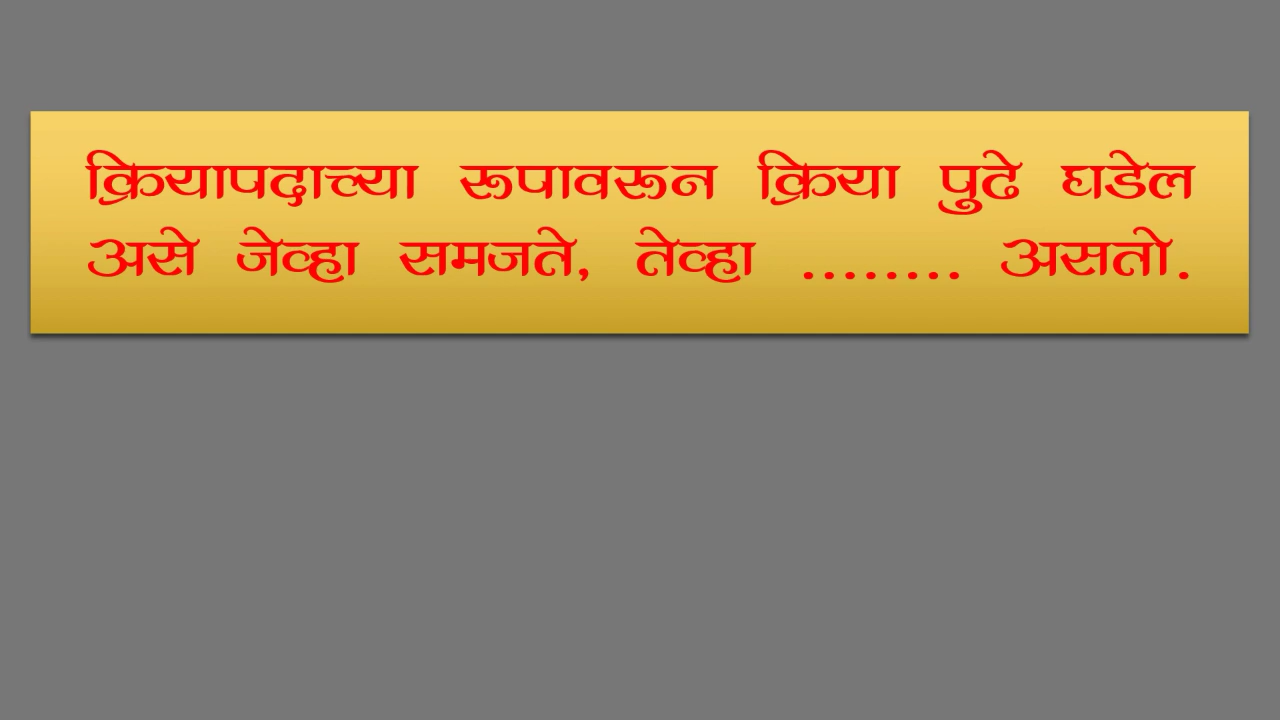 क्रियापदाच्या रूपावरून क्रिया पुढे घडेल
असे जेव्हा समजते, तेव्हा ........ असतो.